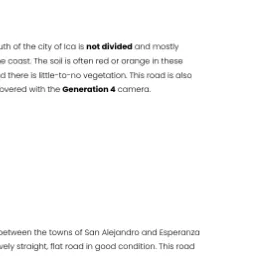 uth of the city of Ica is not divided and mostly
e coast. The soil is often red or orange in these
d there is little-to-no vegetation. This road is also
overed with the Generation 4 camera.
between the towns of San Alejandro and Esperanza
vely straight, flat road in good condition. This road